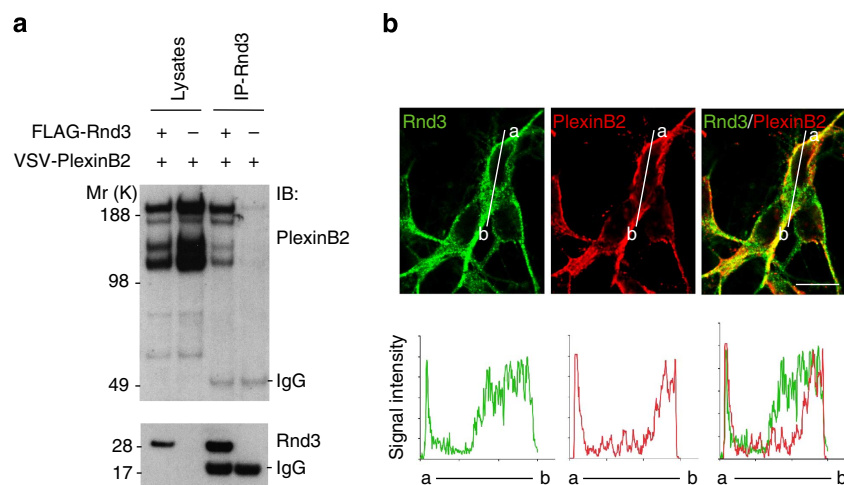 a
Lysates
IP-Rnd3
FLAG-Rnd3 + − + −
VSV-PlexinB2 + + + +
Mr (K)
IB:
188
PlexinB2
98
49
IgG
28
Rnd3
17
IgG
b
Rnd3
a
b
PlexinB2
a
b
Rnd3/PlexinB2
a
b
Signal intensity
a b
a b
a b